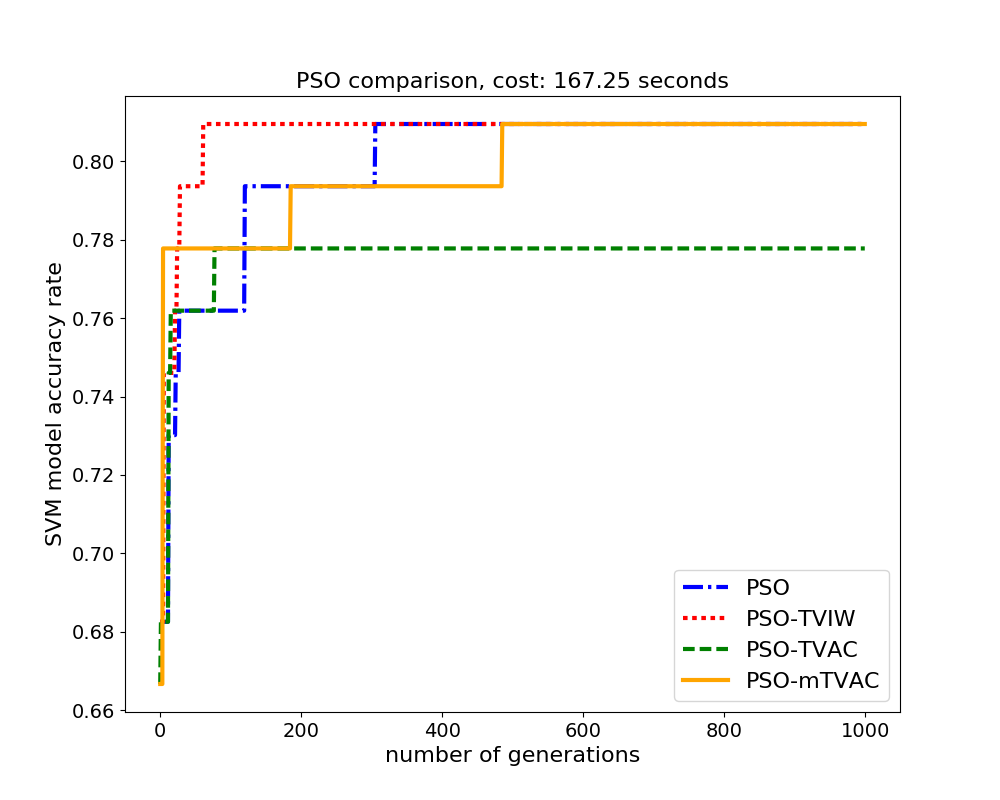 PSO comparison, cost: 167.25 seconds
SVM model accuracy rate
0.80
0.78
0.76
0.74
0.72
0.70
0.68
0.66
0 200 400 600 800 1000
number of generations
PSO
PSO-TVIW
PSO-TVAC
PSO-mTVAC